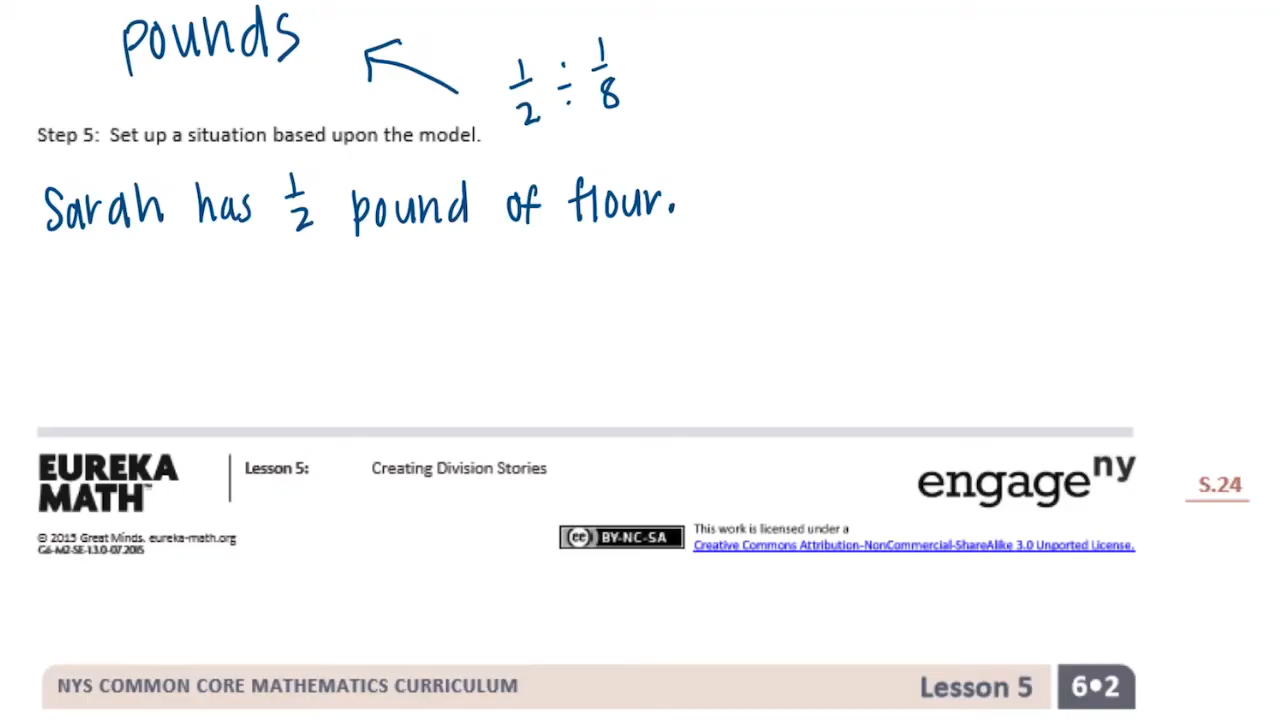 pounds
1/2 ÷ 1/8
Step 5: Set up a situation based upon the model.
Sarah has 1/2 pound of flour.
EUREKA MATH™
Lesson 5: Creating Division Stories
engage ny
S.24
© 2015 Great Minds. eureka-math.org
G6-M2-SE-1.3.0-07.2015
cc BY-NC-SA
This work is licensed under a
Creative Commons Attribution-NonCommercial-ShareAlike 3.0 Unported License.
NYS COMMON CORE MATHEMATICS CURRICULUM
Lesson 5
6•2